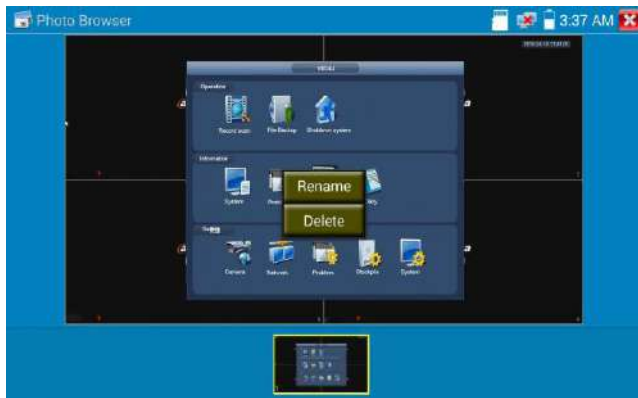 Photo Browser
3:37 AM
MENU
Operation
Record scan File Backup Shutdown system
Information
System
Rename
Delete
Camera Network Problem System